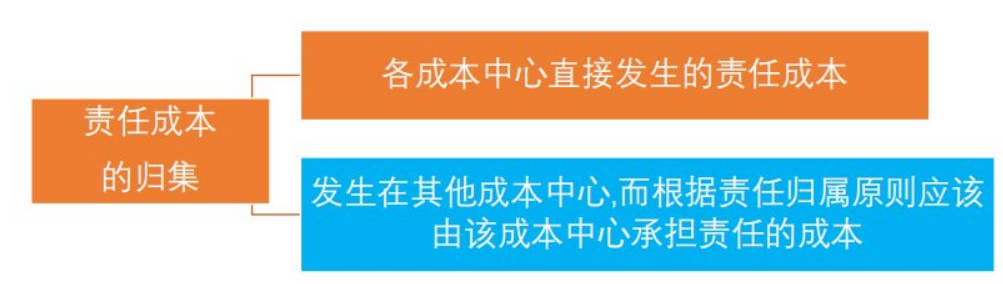 责任成本
的归集
各成本中心直接发生的责任成本
发生在其他成本中心,而根据责任归属原则应该
由该成本中心承担责任的成本